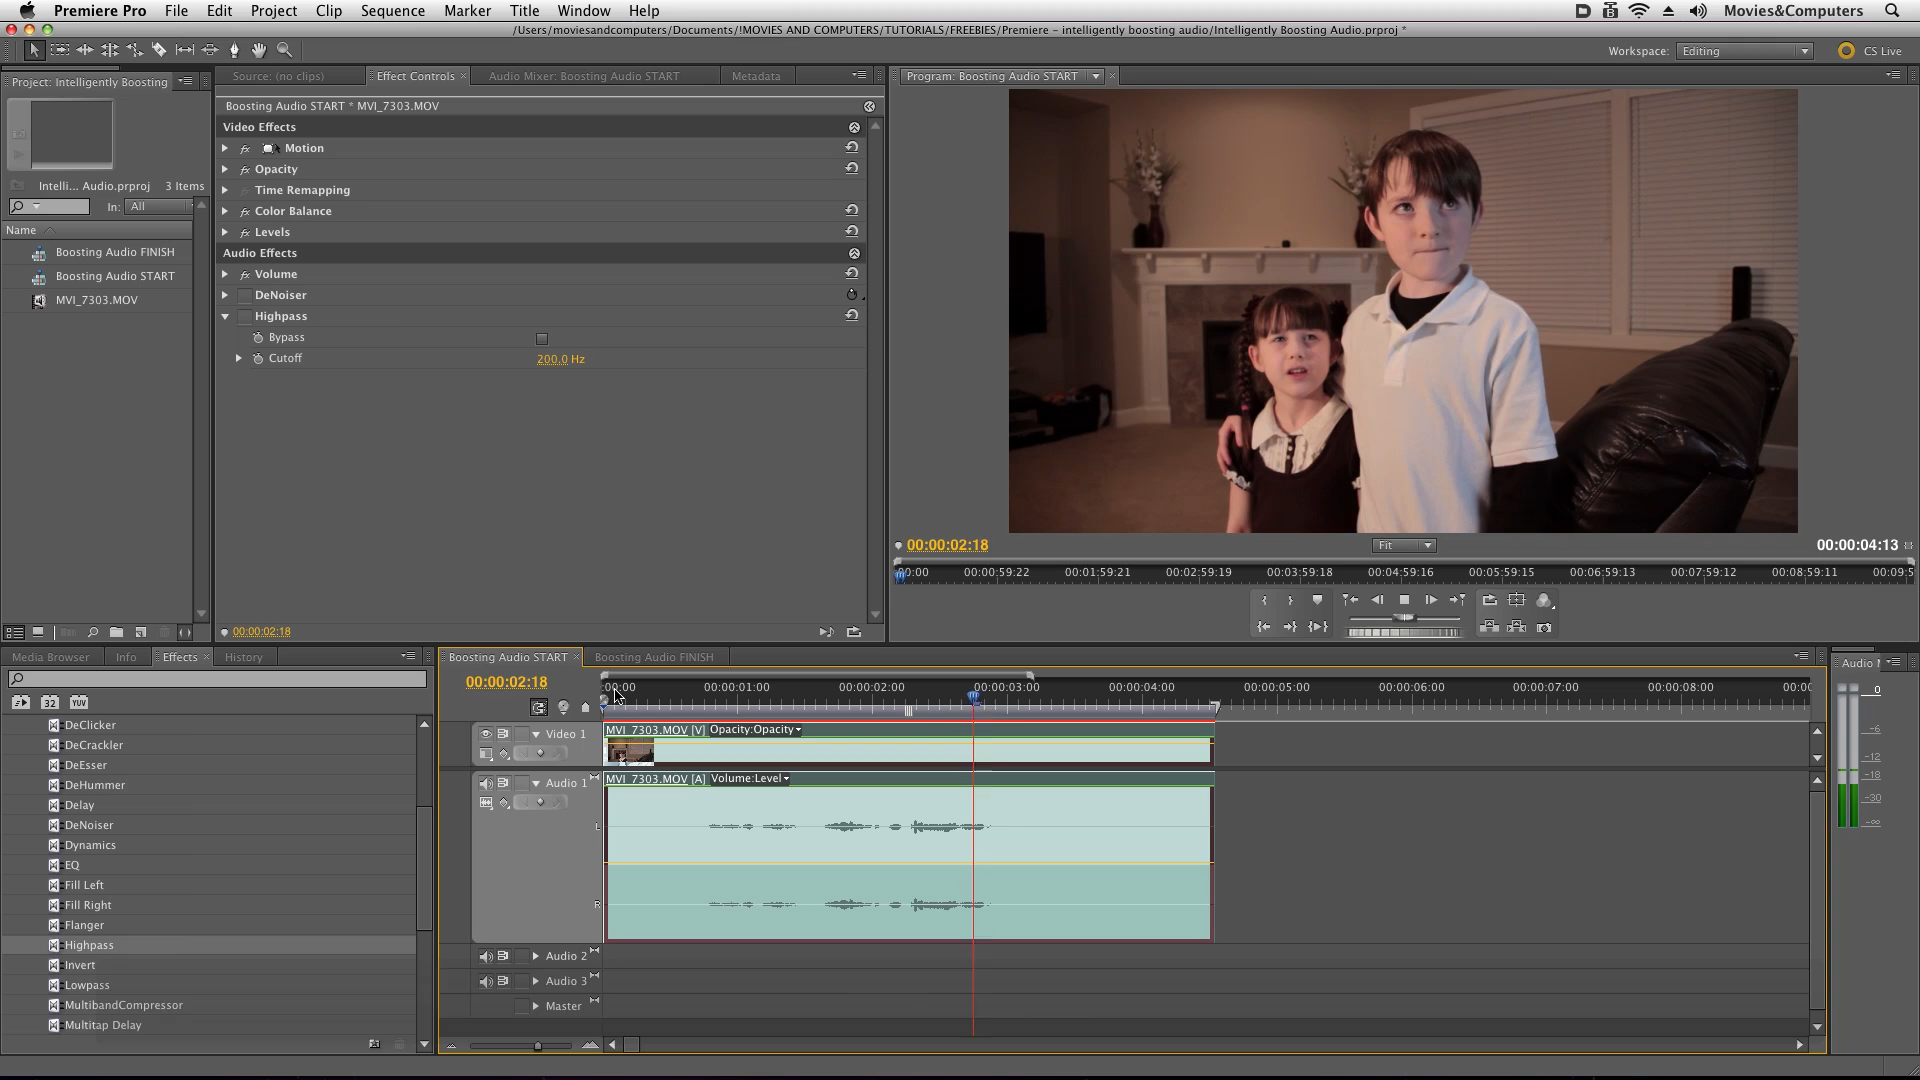 Premiere Pro File Edit Project Clip Sequence Marker Title Window Help Movies&Computers
/Users/moviesandcomputers/Documents/!MOVIES AND COMPUTERS/TUTORIALS/FREEBIES/Premiere – intelligently boosting audio/Intelligently Boosting Audio.prproj *
Workspace: Editing CS Live
Project: Intelligently Boosting
Source: (no clips) Effect Controls × Audio Mixer: Boosting Audio START Metadata
Program: Boosting Audio START ×
Boosting Audio START * MVI_7303.MOV
Video Effects
fx Motion
fx Opacity
Time Remapping
fx Color Balance
fx Levels
Audio Effects
fx Volume
DeNoiser
Highpass
Bypass
Cutoff 200.0 Hz
Intelli... Audio.prproj 3 Items
In: All
Name
Boosting Audio FINISH
Boosting Audio START
MVI_7303.MOV
00:00:02:18
00:00:02:18 Fit 00:00:04:13
00:00 00:00:59:22 00:01:59:21 00:02:59:19 00:03:59:18 00:04:59:16 00:05:59:15 00:06:59:13 00:07:59:12 00:08:59:11 00:09:5
Media Browser Info Effects × History
32 YUV
DeClicker
DeCrackler
DeEsser
DeHummer
Delay
DeNoiser
Dynamics
EQ
Fill Left
Fill Right
Flanger
Highpass
Invert
Lowpass
MultibandCompressor
Multitap Delay
Boosting Audio START × Boosting Audio FINISH
00:00:02:18
:00:00 00:00:01:00 00:00:02:00 00:00:03:00 00:00:04:00 00:00:05:00 00:00:06:00 00:00:07:00 00:00:08:00 00:0
Video 1
MVI_7303.MOV [V] Opacity:Opacity
Audio 1
MVI_7303.MOV [A] Volume:Level
L
R
Audio 2
Audio 3
Master
Audio
0
-6
-12
-18
-30
-∞